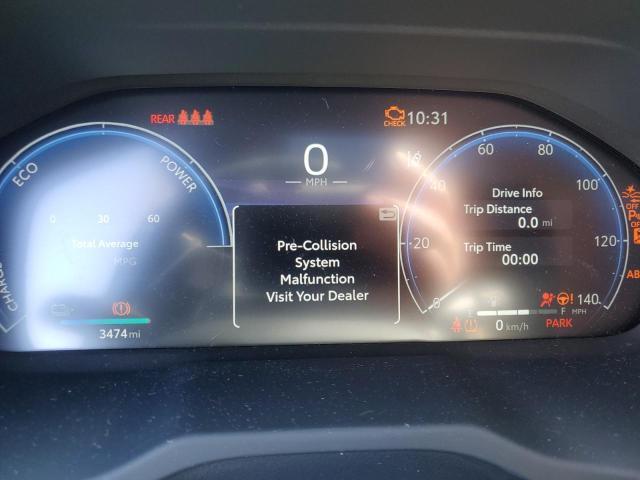 REAR
CHECK
10:31
ECO
POWER
CHARGE
0 30 60
Total Average
MPG
3474 mi
0
MPH
Pre-Collision
System
Malfunction
Visit Your Dealer
0 20 40 60 80 100 120 140
MPH
Drive Info
Trip Distance
0.0 mi
Trip Time
00:00
E F
0 km/h
PARK
OFF